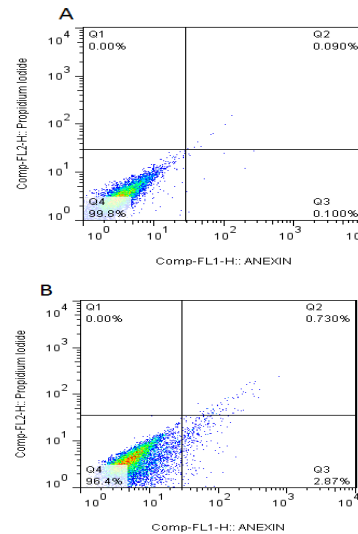 A
Q1
0.00%
Q2
0.090%
Q4
99.8%
Q3
0.100%
10^4
10^3
10^2
10^1
10^0
Comp-FL2-H:: Propidium Iodide
10^0 10^1 10^2 10^3 10^4
Comp-FL1-H:: ANEXIN
B
Q1
0.00%
Q2
0.730%
Q4
96.4%
Q3
2.87%
10^4
10^3
10^2
10^1
10^0
Comp-FL2-H:: Propidium Iodide
10^0 10^1 10^2 10^3 10^4
Comp-FL1-H:: ANEXIN